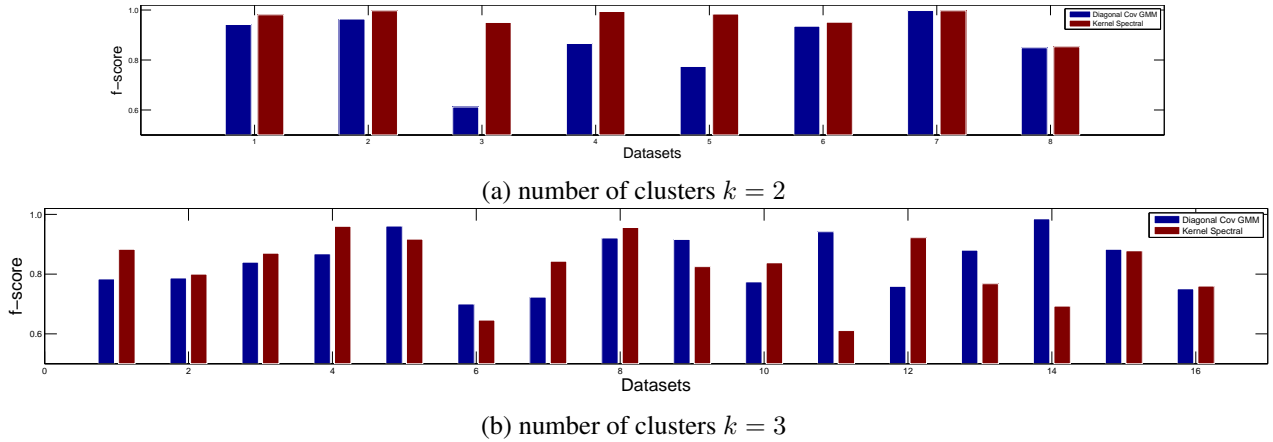 1.0
0.8
0.6
f-score
Diagonal Cov GMM
Kernel Spectral
1 2 3 4 5 6 7 8
Datasets
(a) number of clusters k = 2
1.0
0.8
0.6
f-score
Diagonal Cov GMM
Kernel Spectral
0 2 4 6 8 10 12 14 16
Datasets
(b) number of clusters k = 3